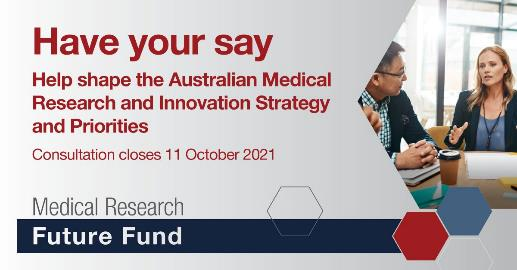 Have your say
Help shape the Australian Medical
Research and Innovation Strategy
and Priorities
Consultation closes 11 October 2021
Medical Research
Future Fund